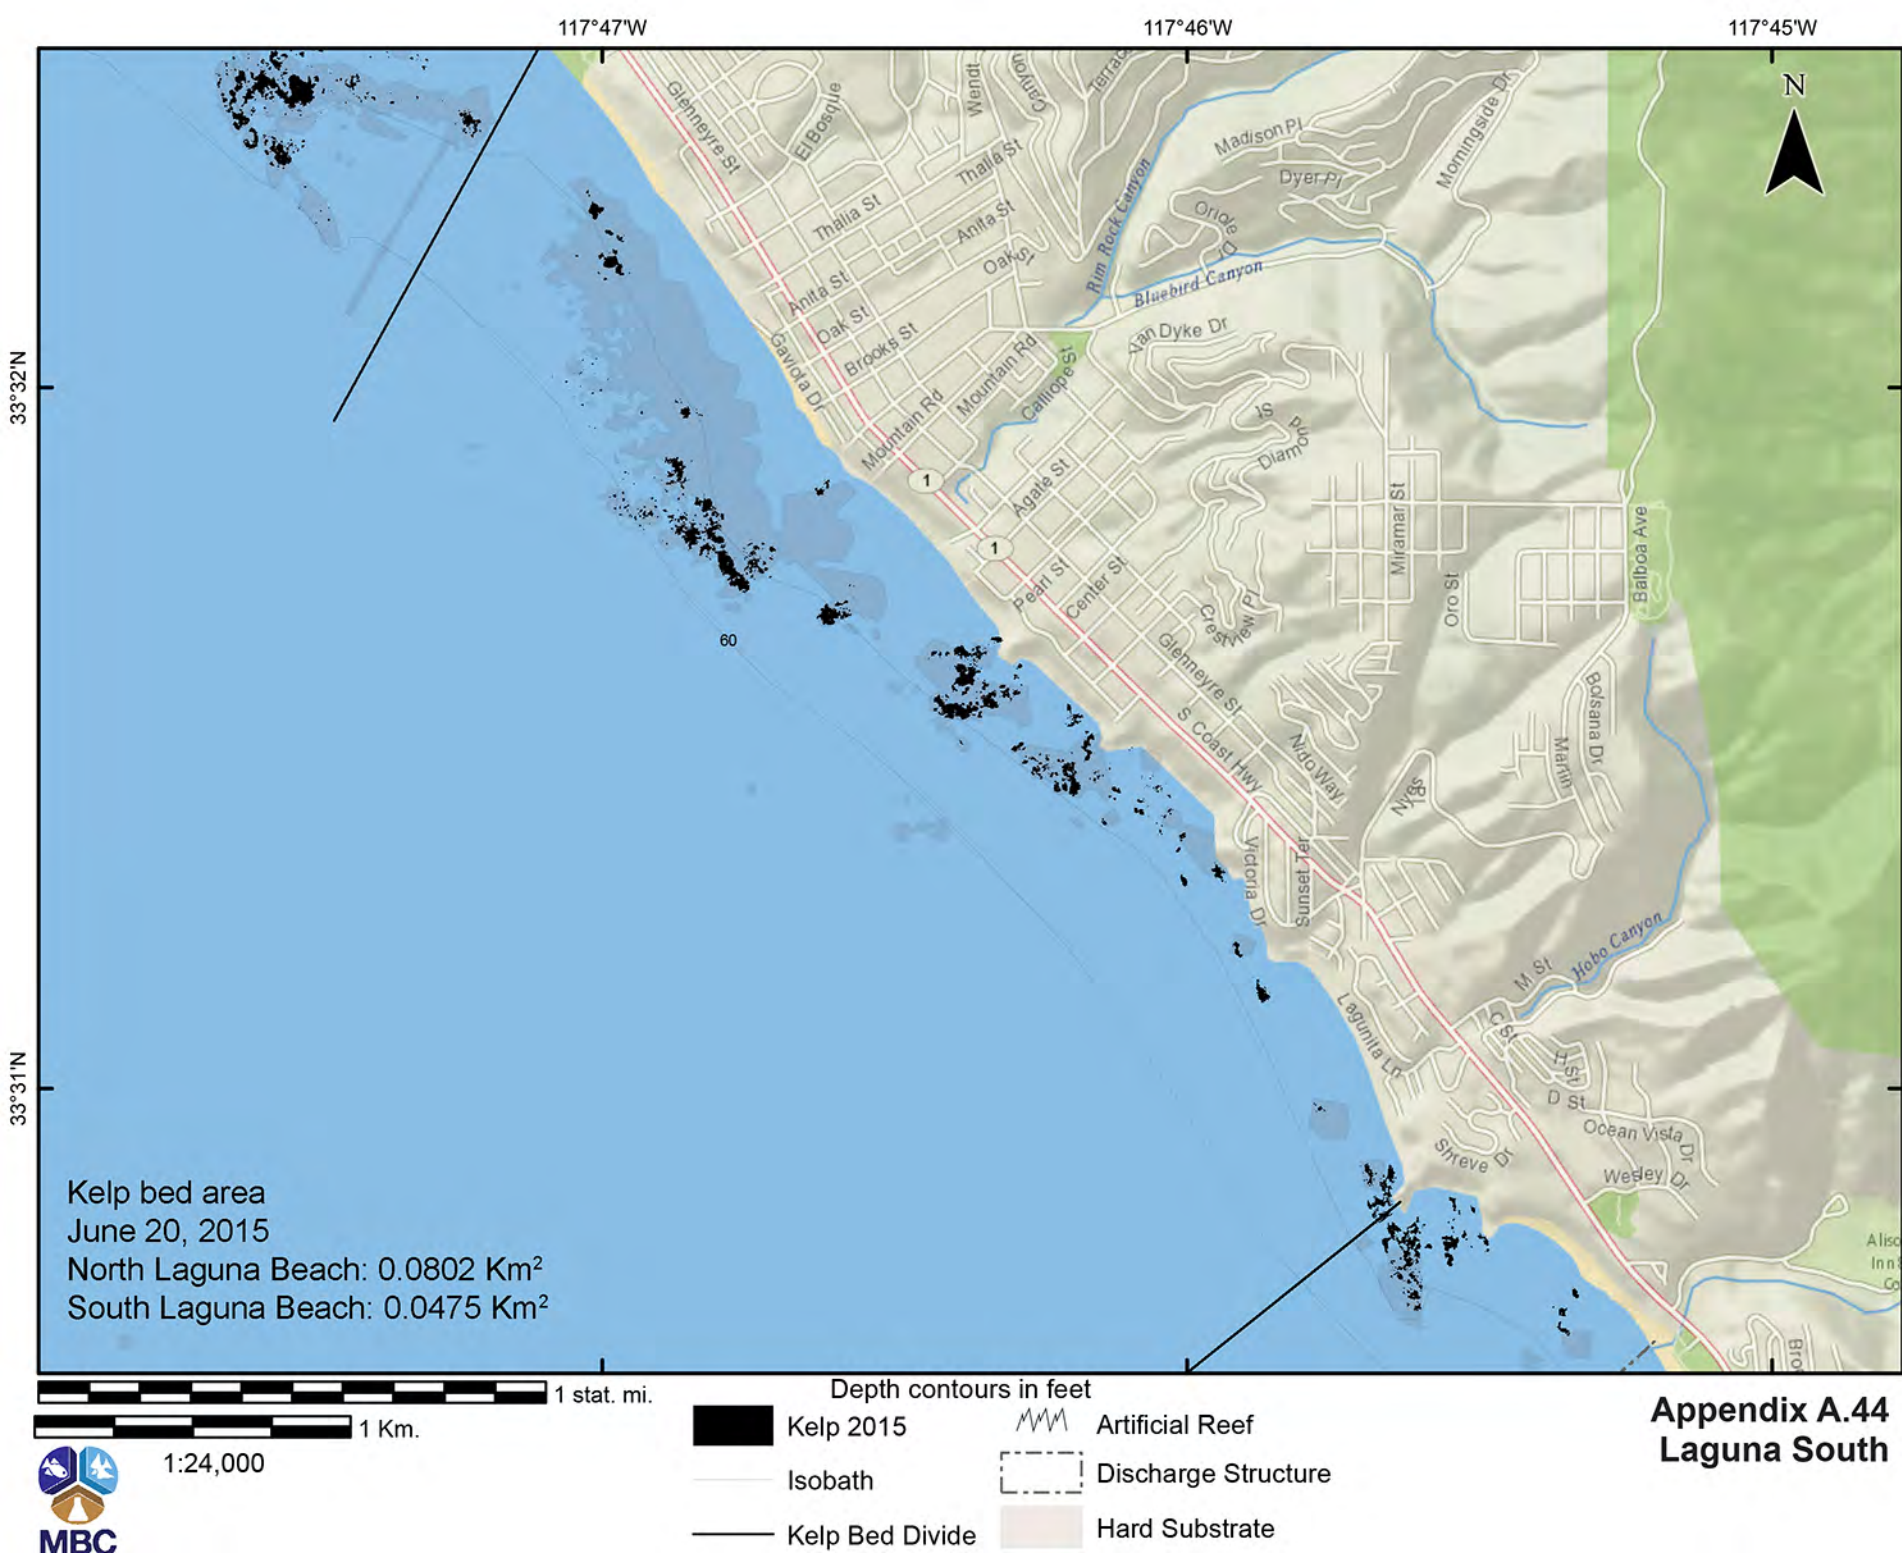 117°47'W
117°46'W
117°45'W
N
33°32'N
33°31'N
Glenneyre St
El Bosque
Wendt
Canyon
Terrac
Thalia St
Thalia St
Anita St
Anita St
Oak St
Oak St
Brooks St
Gaviota Dr
Mountain Rd
Mountain Rd
Calliope St
Rim Rock Canyon
Bluebird Canyon
Madison Pl
Dyer Pl
Oriole Dr
Morningside Dr
Van Dyke Dr
Diamond St
1
1
Agate St
Pearl St
Center St
Crestview Pl
Glenneyre St
S Coast Hwy
Nido Way
Miramar St
Oro St
Balboa Ave
Bolsana Dr
Marlin
Nyes Pl
Victoria Dr
Sunset Ter
Lagunita Ln
M St
Hobo Canyon
C St
H St
D St
Ocean Vista Dr
Wesley Dr
Shreve Dr
Aliso
Inn
Co
Bro
60
Kelp bed area
June 20, 2015
North Laguna Beach: 0.0802 Km²
South Laguna Beach: 0.0475 Km²
1 stat. mi.
1 Km.
1:24,000
MBC
Depth contours in feet
Kelp 2015
Isobath
Kelp Bed Divide
Artificial Reef
Discharge Structure
Hard Substrate
Appendix A.44
Laguna South